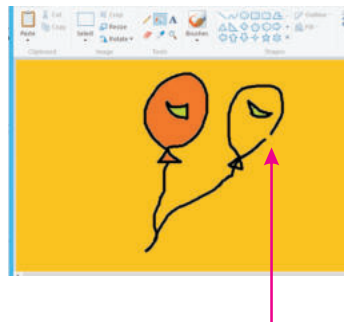 Cut
Crop
Outline
Paste
Copy
Select
Resize
Brushes
Fill
Rotate
Clipboard
Image
Tools
Shapes